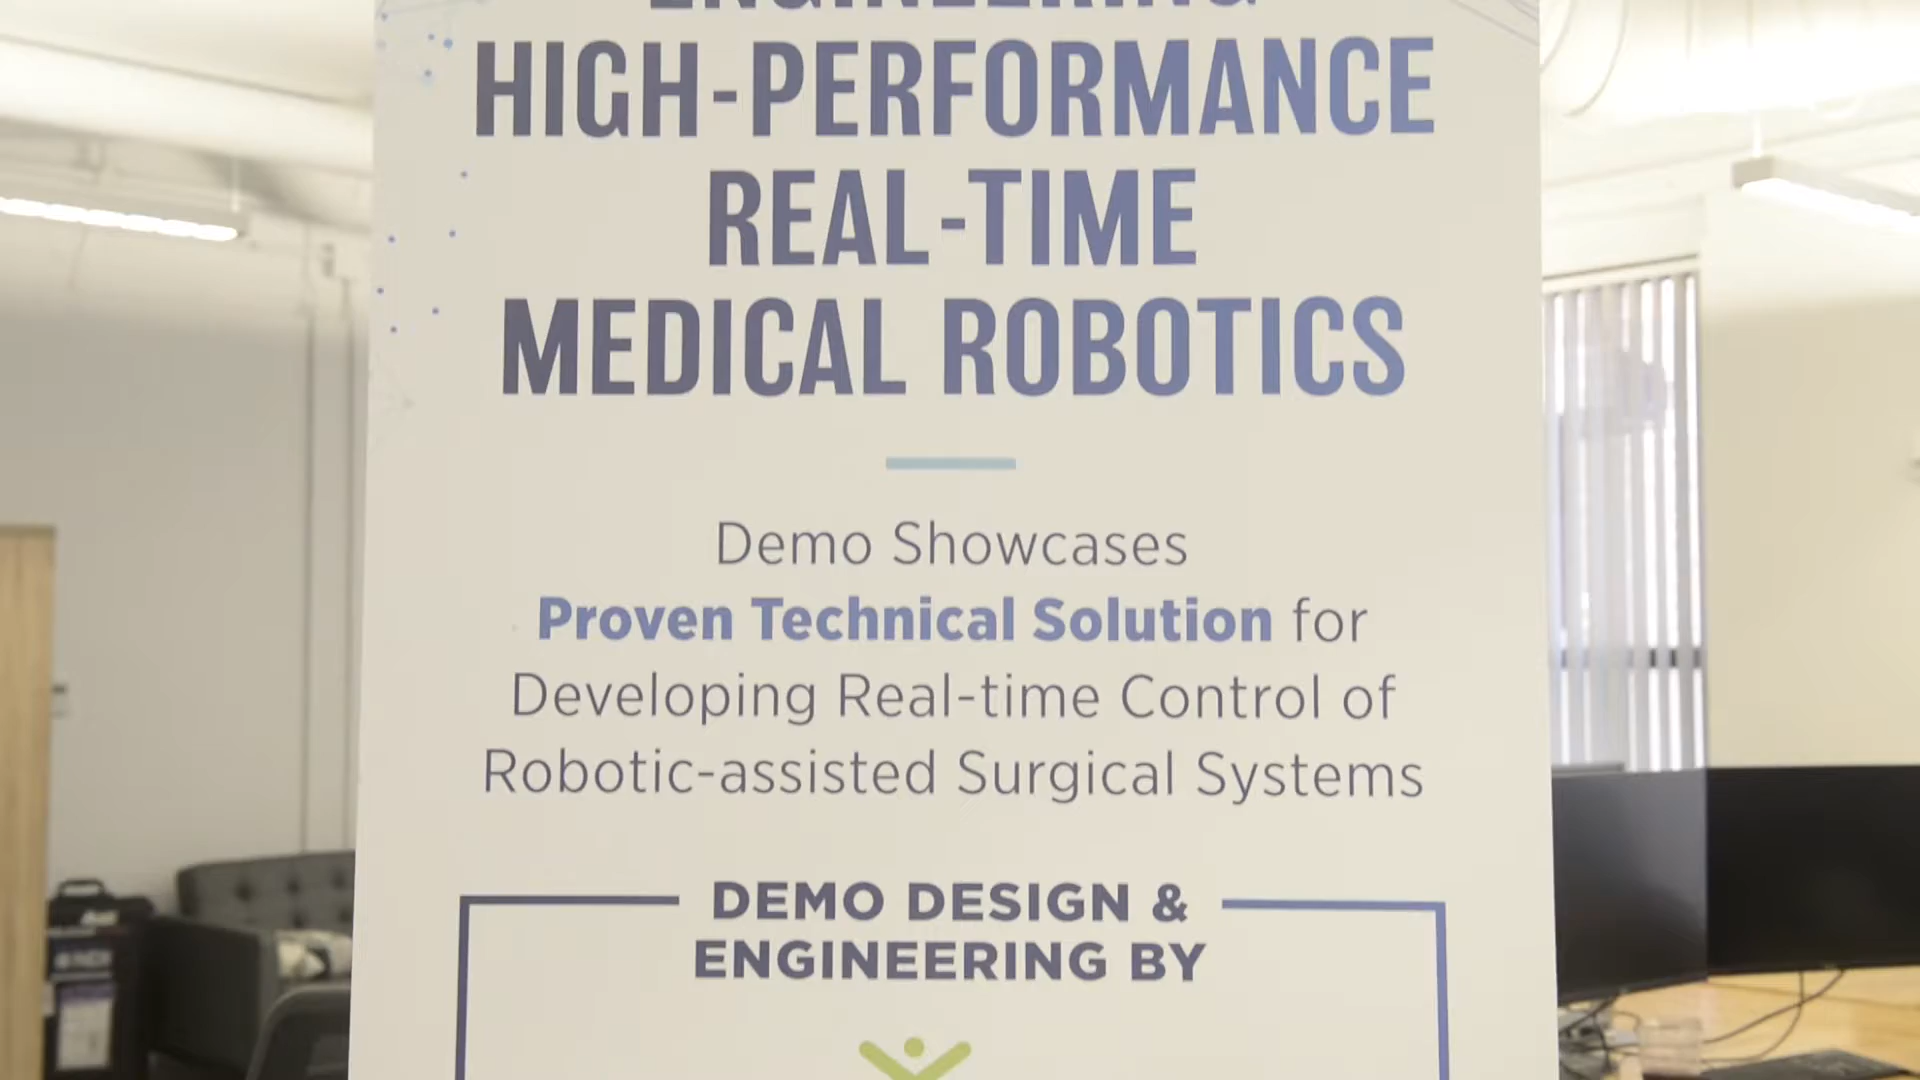 ENGINEERING
HIGH-PERFORMANCE
REAL-TIME
MEDICAL ROBOTICS
Demo Showcases
Proven Technical Solution for
Developing Real-time Control of
Robotic-assisted Surgical Systems
DEMO DESIGN &
ENGINEERING BY